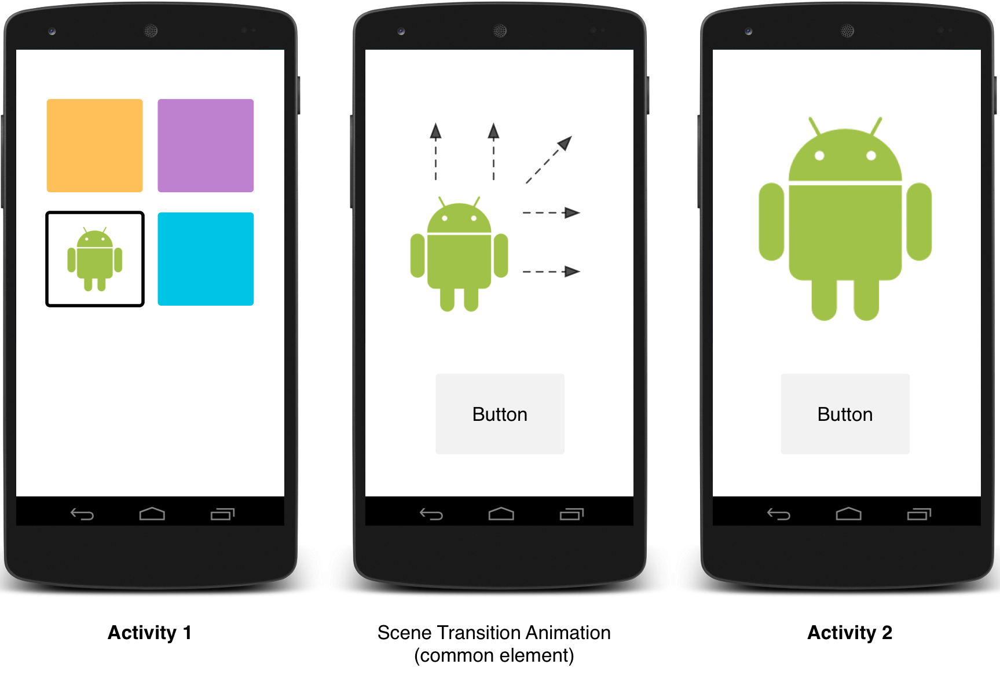 Button
Button
Activity 1
Scene Transition Animation
(common element)
Activity 2